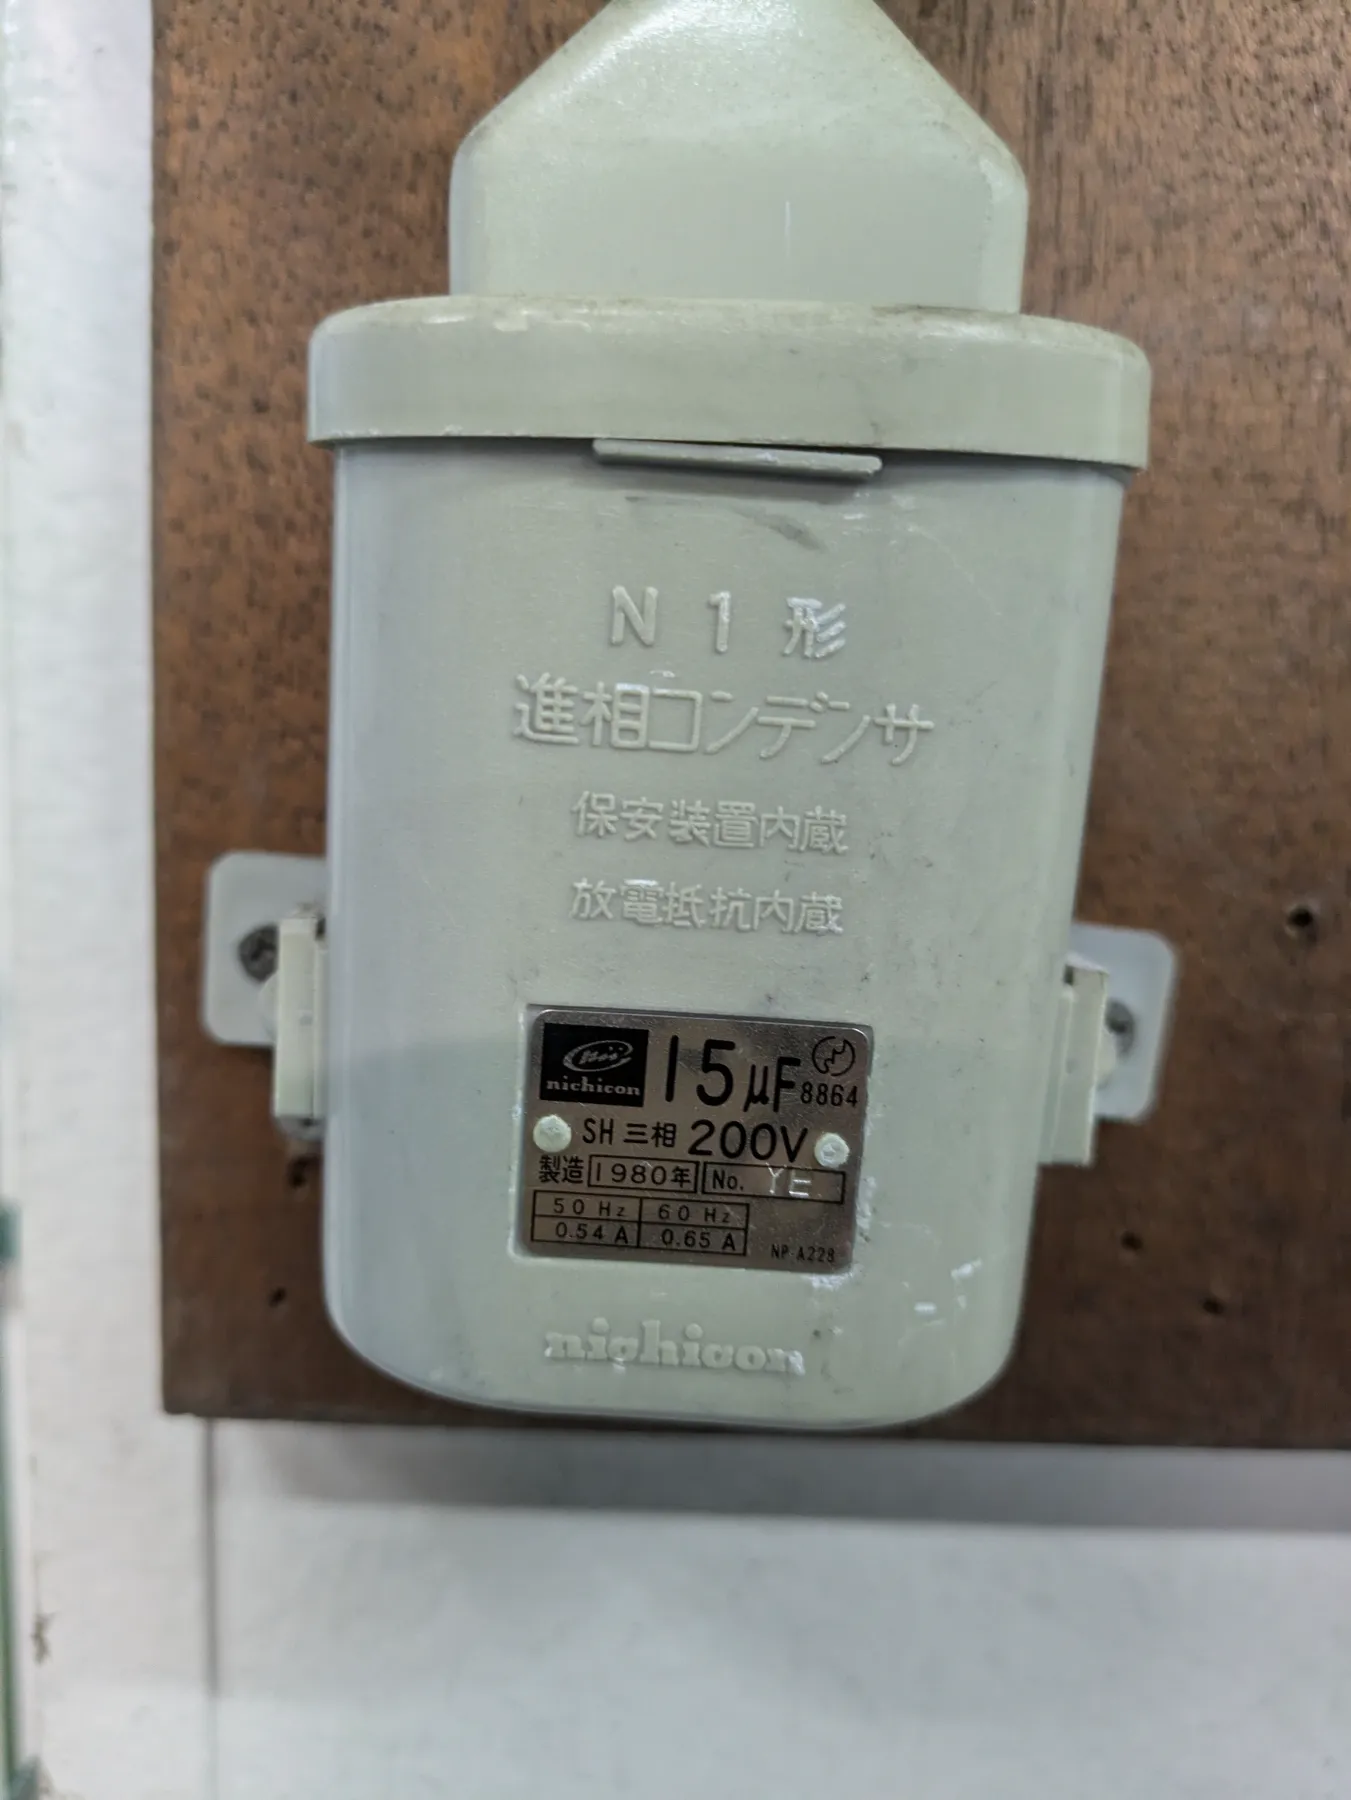 N 1 形
進相コンデンサ
保安装置内蔵
放電抵抗内蔵
nichicon 15μF 8864
SH 三相 200V
製造 1980年 No. YE
50 Hz 60 Hz
0.54 A 0.65 A
NP A228
nichicon